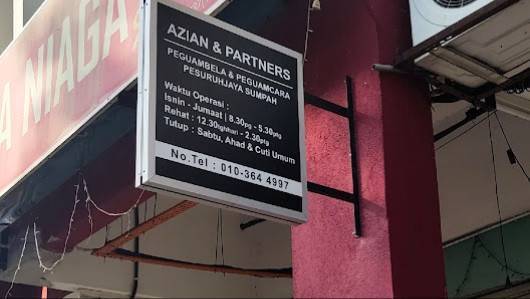 A NIAGA
AZIAN & PARTNERS
PEGUAMBELA & PEGUAMCARA
PESURUHJAYA SUMPAH
Waktu Operasi :
Isnin - Jumaat | 8.30pg - 5.30ptg
Rehat : 12.30tghhari - 2.30ptg
Tutup : Sabtu, Ahad & Cuti Umum
No.Tel : 010-364 4997